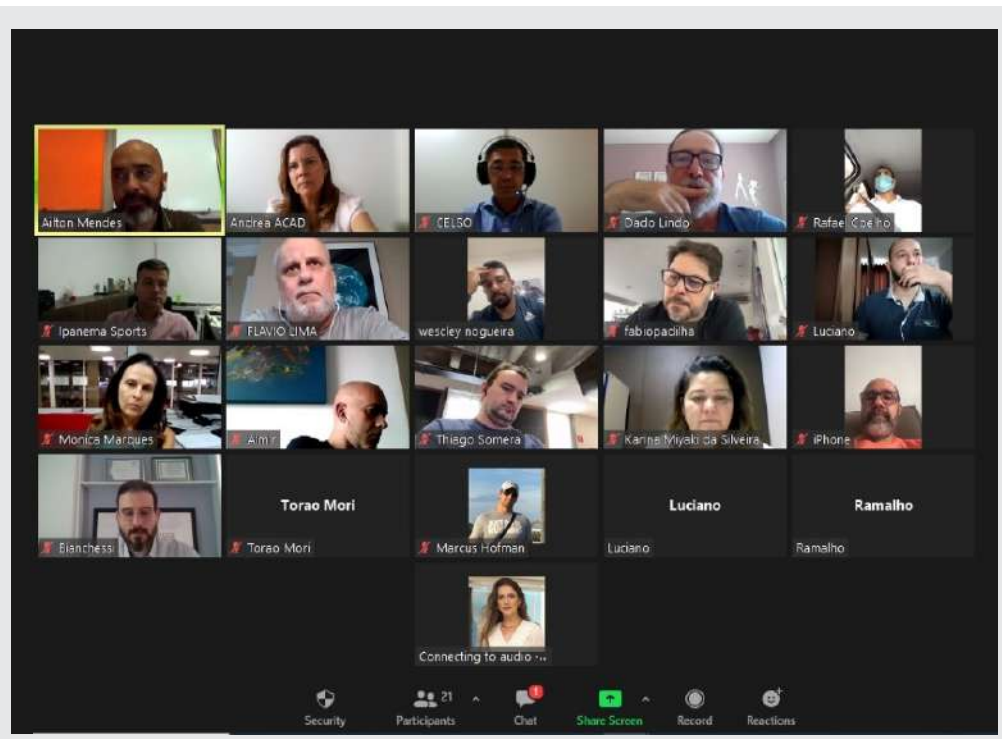 Ailton Mendes
Andrea ACAD
CELSO
Dado Lindo
Rafael Coelho
Ipanema Sports
FLAVIO LIMA
wescley nogueira
fabiopadilha
Luciano
Monica Marques
Almir
Thiago Somera
Karina Miyaki da Silveira
iPhone
Bianchessi
Torao Mori
Torao Mori
Marcus Hofman
Luciano
Luciano
Ramalho
Ramalho
Connecting to audio ·..
21
1
Security
Participants
Chat
Share Screen
Record
Reactions